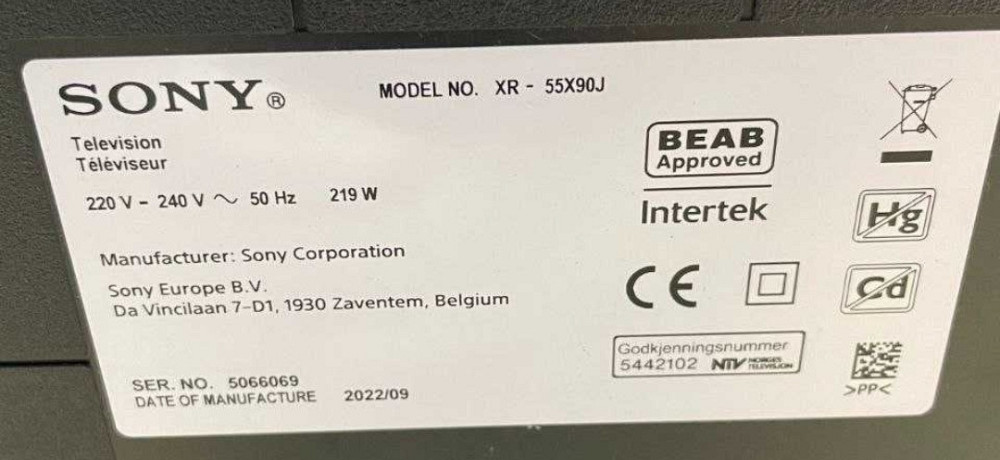 SONY®
MODEL NO. XR - 55X90J
Television
Téléviseur
220 V - 240 V ~ 50 Hz 219 W
Manufacturer: Sony Corporation
Sony Europe B.V.
Da Vincilaan 7-D1, 1930 Zaventem, Belgium
SER. NO. 5066069
DATE OF MANUFACTURE 2022/09
BEAB
Approved
Intertek
CE
Godkjenningsnummer
5442102 NTV NORGES TELEVISJON
Hg
Cd
>PP<